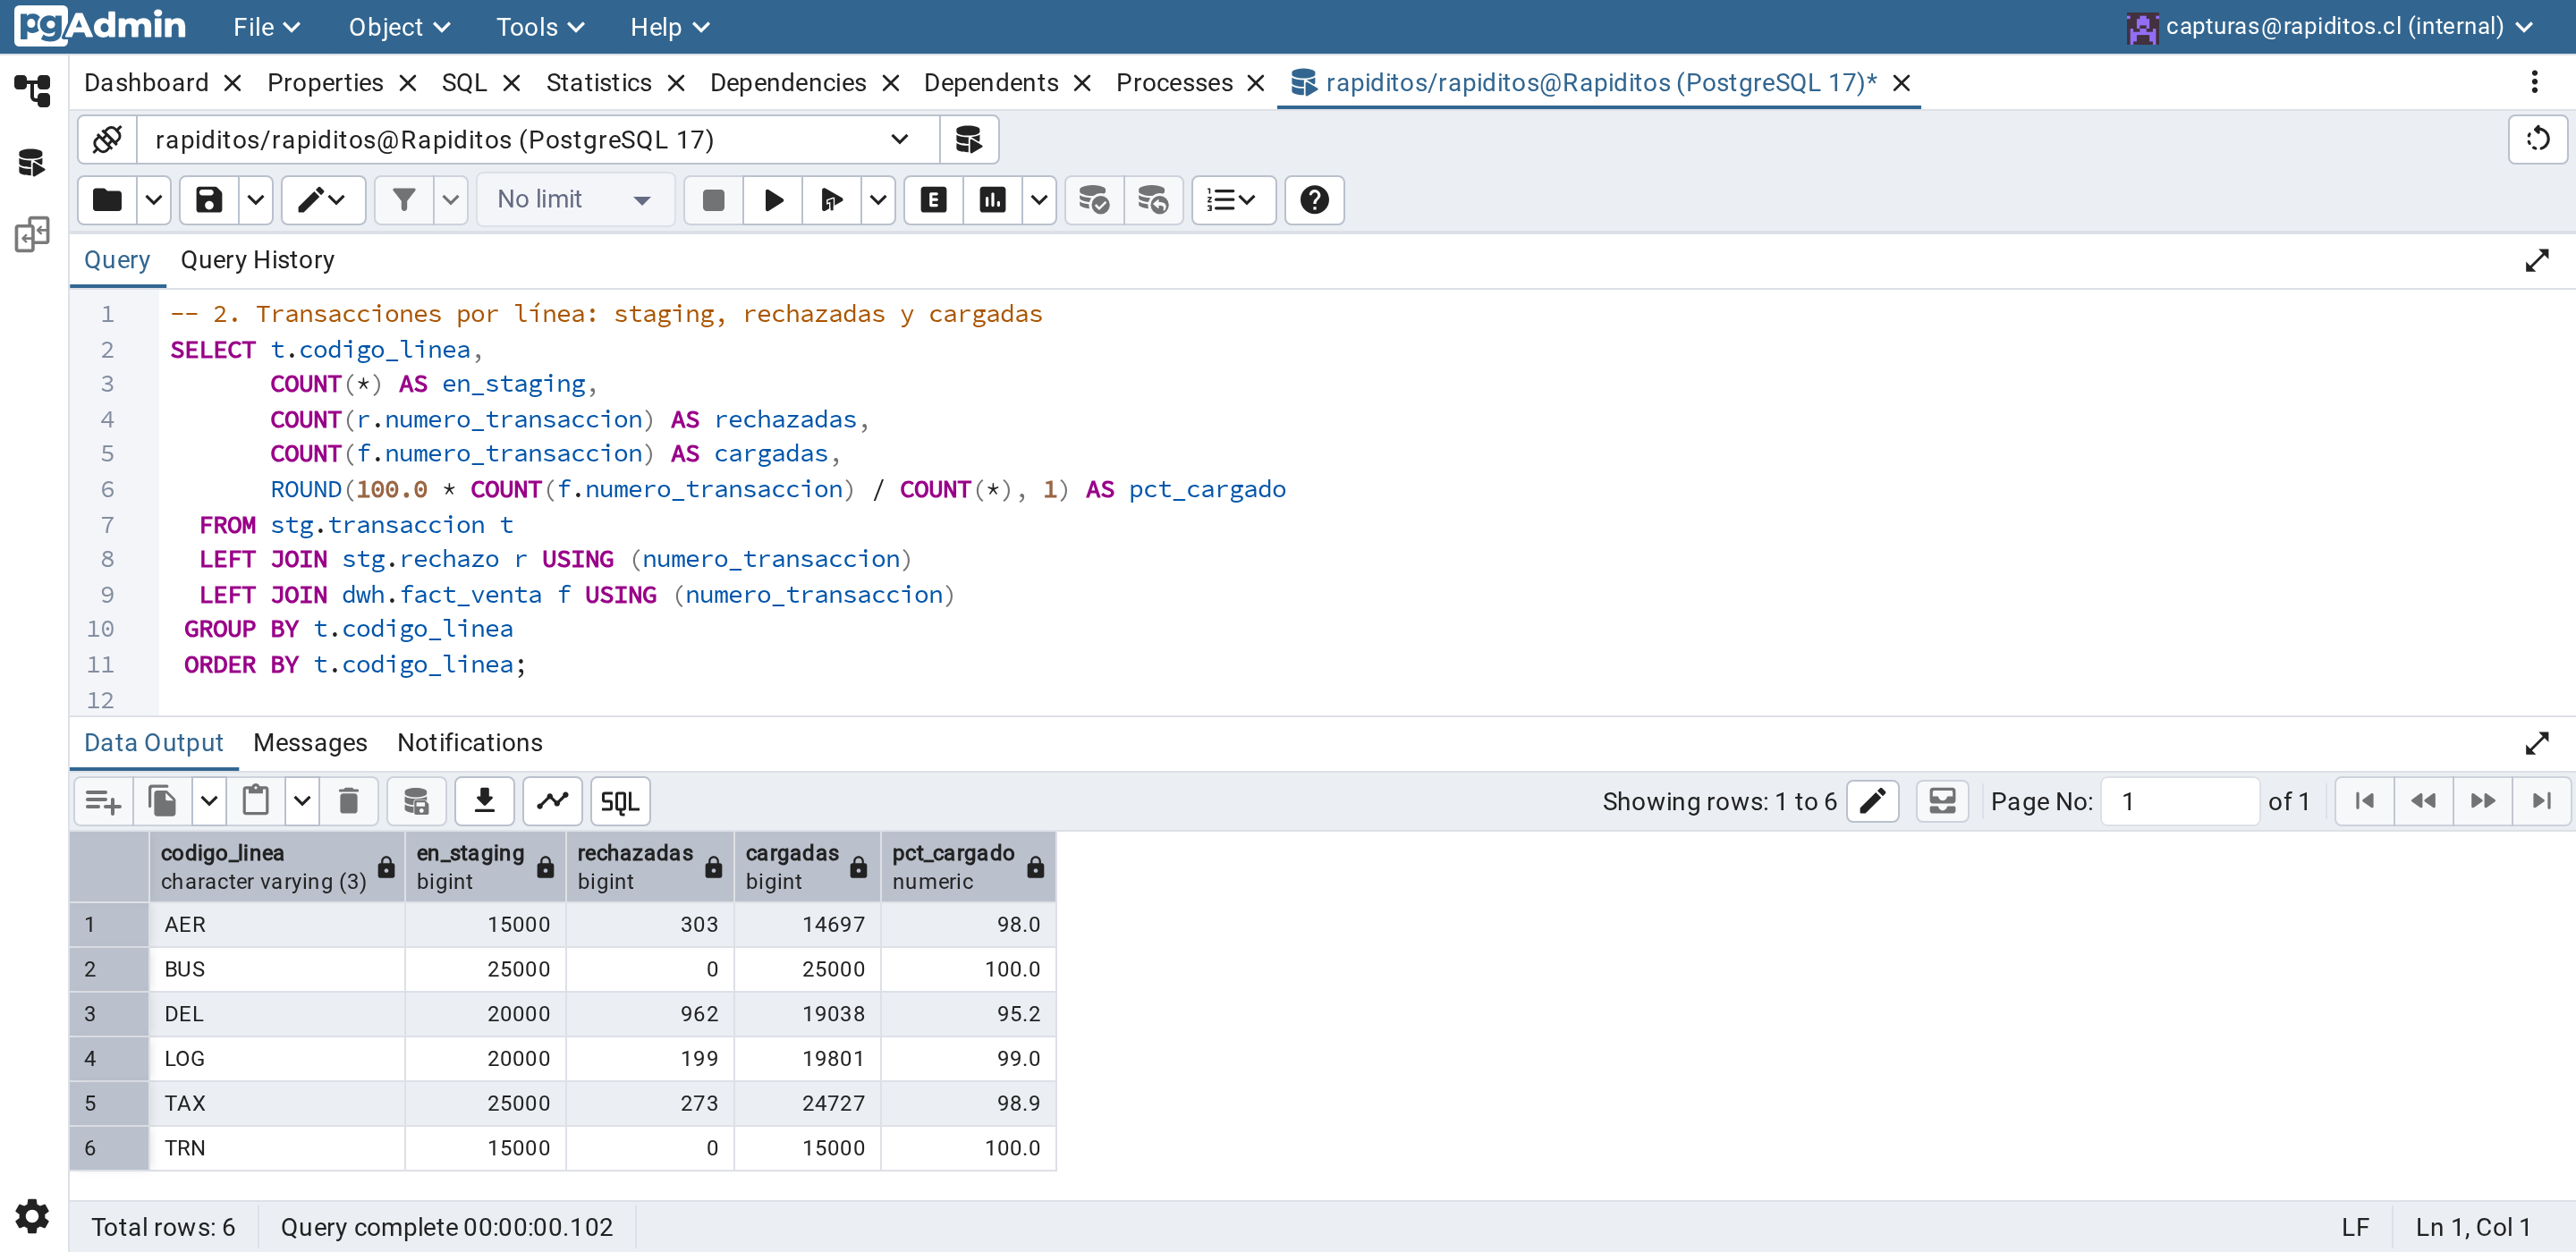 pgAdmin File Object Tools Help capturas@rapiditos.cl (internal)
Dashboard Properties SQL Statistics Dependencies Dependents Processes rapiditos/rapiditos@Rapiditos (PostgreSQL 17)*
rapiditos/rapiditos@Rapiditos (PostgreSQL 17)
No limit E
Query Query History
1 -- 2. Transacciones por línea: staging, rechazadas y cargadas
2 SELECT t.codigo_linea,
3 COUNT(*) AS en_staging,
4 COUNT(r.numero_transaccion) AS rechazadas,
5 COUNT(f.numero_transaccion) AS cargadas,
6 ROUND(100.0 * COUNT(f.numero_transaccion) / COUNT(*), 1) AS pct_cargado
7 FROM stg.transaccion t
8 LEFT JOIN stg.rechazo r USING (numero_transaccion)
9 LEFT JOIN dwh.fact_venta f USING (numero_transaccion)
10 GROUP BY t.codigo_linea
11 ORDER BY t.codigo_linea;
12
Data Output Messages Notifications
SQL Showing rows: 1 to 6 Page No: 1 of 1
codigo_linea en_staging rechazadas cargadas pct_cargado
character varying (3) bigint bigint bigint numeric
1 AER 15000 303 14697 98.0
2 BUS 25000 0 25000 100.0
3 DEL 20000 962 19038 95.2
4 LOG 20000 199 19801 99.0
5 TAX 25000 273 24727 98.9
6 TRN 15000 0 15000 100.0
Total rows: 6 Query complete 00:00:00.102 LF Ln 1, Col 1